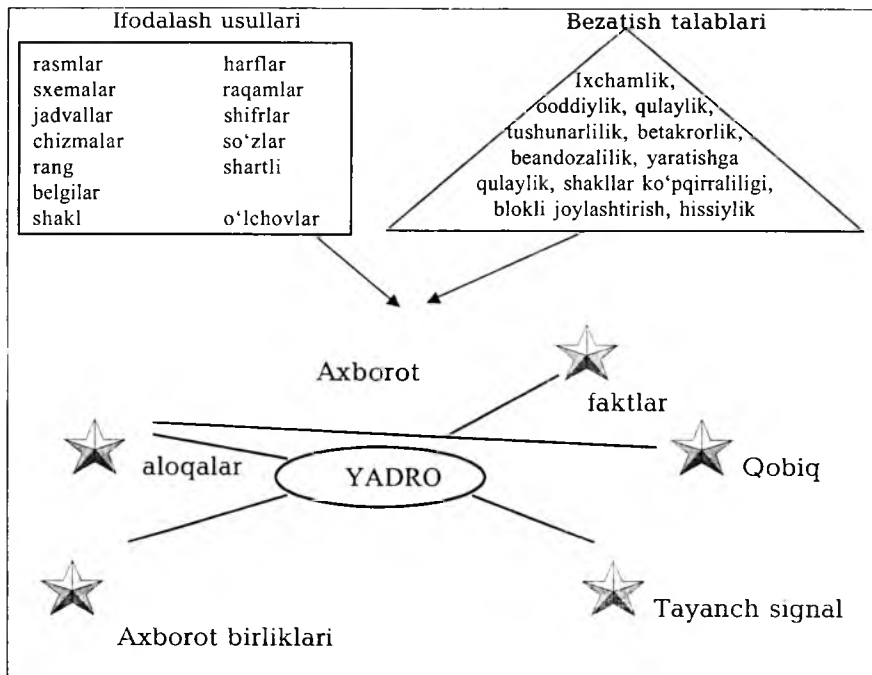 Ifodalash usullari
rasmlar harflar
sxemalar raqamlar
jadvallar shifrlar
chizmalar so‘zlar
rang shartli
belgilar
shakl o‘lchovlar
Bezatish talablari
Ixchamlik,
ooddiylik, qulaylik,
tushunarlilik, betakrorlik,
beandozalilik, yaratishga
qulaylik, shakllar ko‘pqirraliligi,
blokli joylashtirish, hissiylik
Axborot
faktlar
aloqalar
YADRO
Qobiq
Axborot birliklari
Tayanch signal